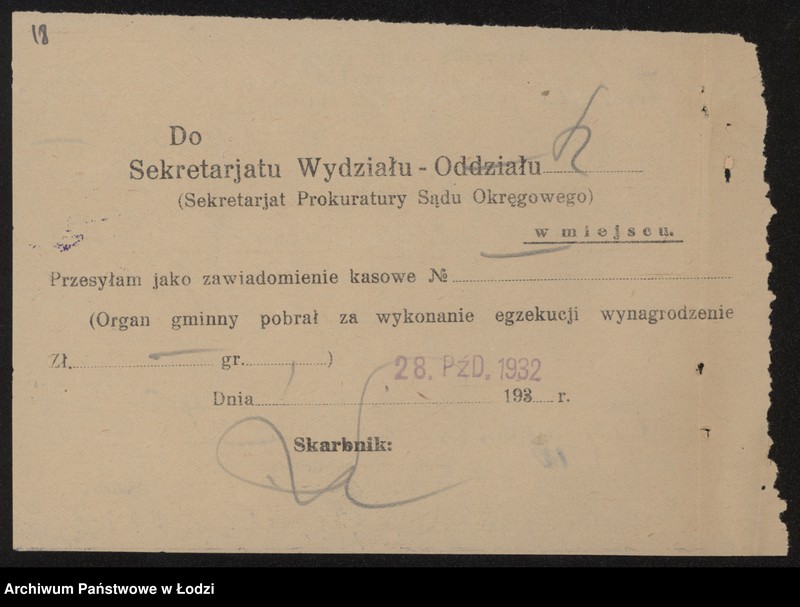 18
Do
Sekretarjatu Wydziału - Oddziału
(Sekretarjat Prokuratury Sądu Okręgowego)
w miejscu.
Przesyłam jako zawiadomienie kasowe №
(Organ gminny pobrał za wykonanie egzekucji wynagrodzenie
Zł. — gr. )
28. PŹD. 1932
Dnia 193 r.
Skarbnik:
Archiwum Państwowe w Łodzi